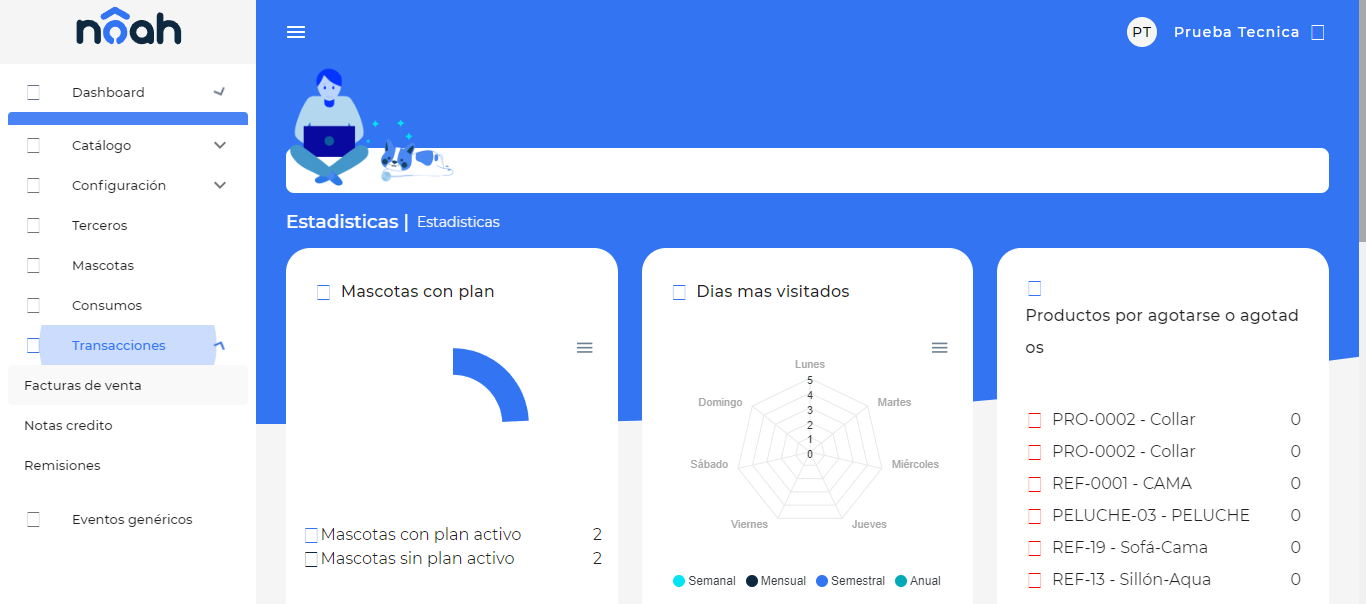 nôah
PT Prueba Tecnica
Dashboard
Catálogo
Configuración
Terceros
Mascotas
Consumos
Transacciones
Facturas de venta
Notas credito
Remisiones
Eventos genéricos
Estadisticas | Estadisticas
Mascotas con plan
Mascotas con plan activo 2
Mascotas sin plan activo 2
Dias mas visitados
Lunes
5
Domingo
4
Martes
3
2
1
0
Sábado
Miércoles
Viernes
Jueves
Semanal Mensual Semestral Anual
Productos por agotarse o agotad
os
PRO-0002 - Collar 0
PRO-0002 - Collar 0
REF-0001 - CAMA 0
PELUCHE-03 - PELUCHE 0
REF-19 - Sofá-Cama 0
REF-13 - Sillón-Aqua 0